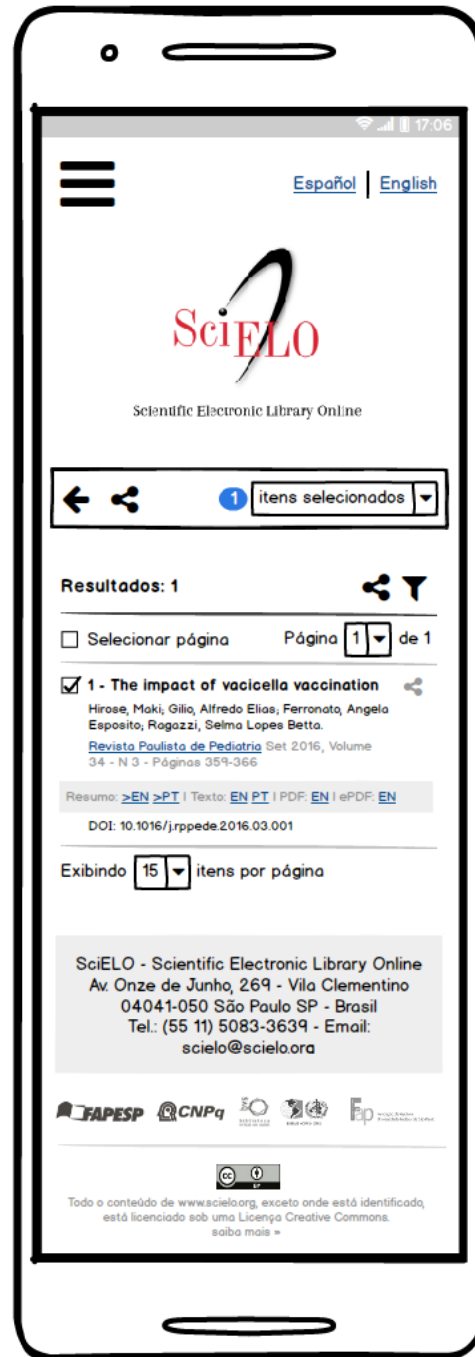 17:06
Español | English
SciELO
Scientific Electronic Library Online
1 itens selecionados
Resultados: 1
Selecionar página Página 1 de 1
1 - The impact of vacicella vaccination
Hirose, Maki; Gilio, Alfredo Elias; Ferronato, Angela
Esposito; Ragazzi, Selma Lopes Betta.
Revista Paulista de Pediatria Set 2016, Volume
34 - N 3 - Páginas 359-366
Resumo: >EN >PT | Texto: EN PT | PDF: EN | ePDF: EN
DOI: 10.1016/j.rppede.2016.03.001
Exibindo 15 itens por página
SciELO - Scientific Electronic Library Online
Av. Onze de Junho, 269 - Vila Clementino
04041-050 São Paulo SP - Brasil
Tel.: (55 11) 5083-3639 - Email:
scielo@scielo.org
FAPESP CNPq
cc
BY
Todo o conteúdo de www.scielo.org, exceto onde está identificado,
está licenciado sob uma Licença Creative Commons.
saiba mais »